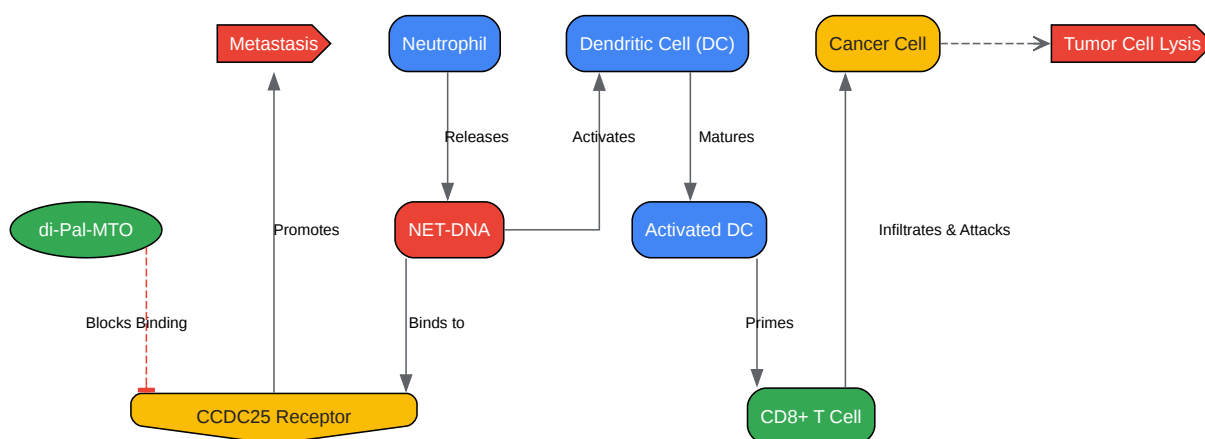 Metastasis
Neutrophil
Dendritic Cell (DC)
Cancer Cell
Tumor Cell Lysis
Releases
Activates
Matures
di-Pal-MTO
Promotes
NET-DNA
Activated DC
Infiltrates & Attacks
Blocks Binding
Binds to
Primes
CCDC25 Receptor
CD8+ T Cell